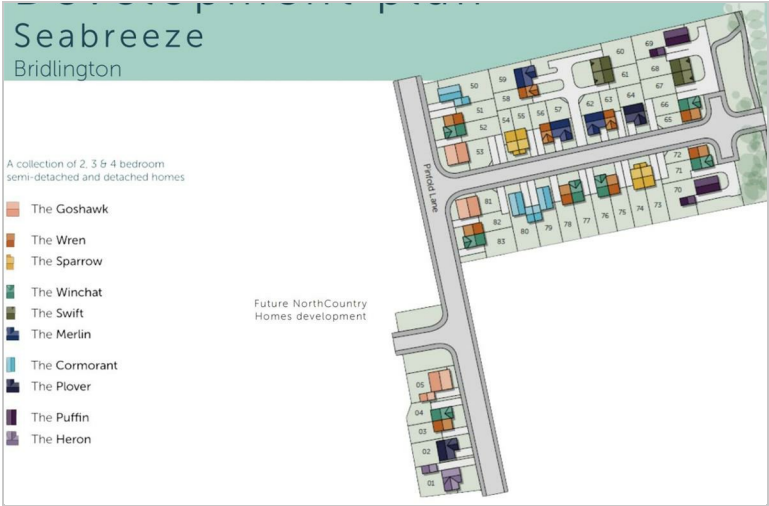 Development plan
Seabreeze
Bridlington
A collection of 2, 3 & 4 bedroom
semi-detached and detached homes
The Goshawk
The Wren
The Sparrow
The Winchat
The Swift
The Merlin
The Cormorant
The Plover
The Puffin
The Heron
Future NorthCountry
Homes development
Pinfold Lane
50
51
52
53
59
58
54
55
56
57
60
61
62
63
64
69
68
67
66
65
72
71
70
81
82
83
80
79
78
77
76
75
74
73
05
04
03
02
01